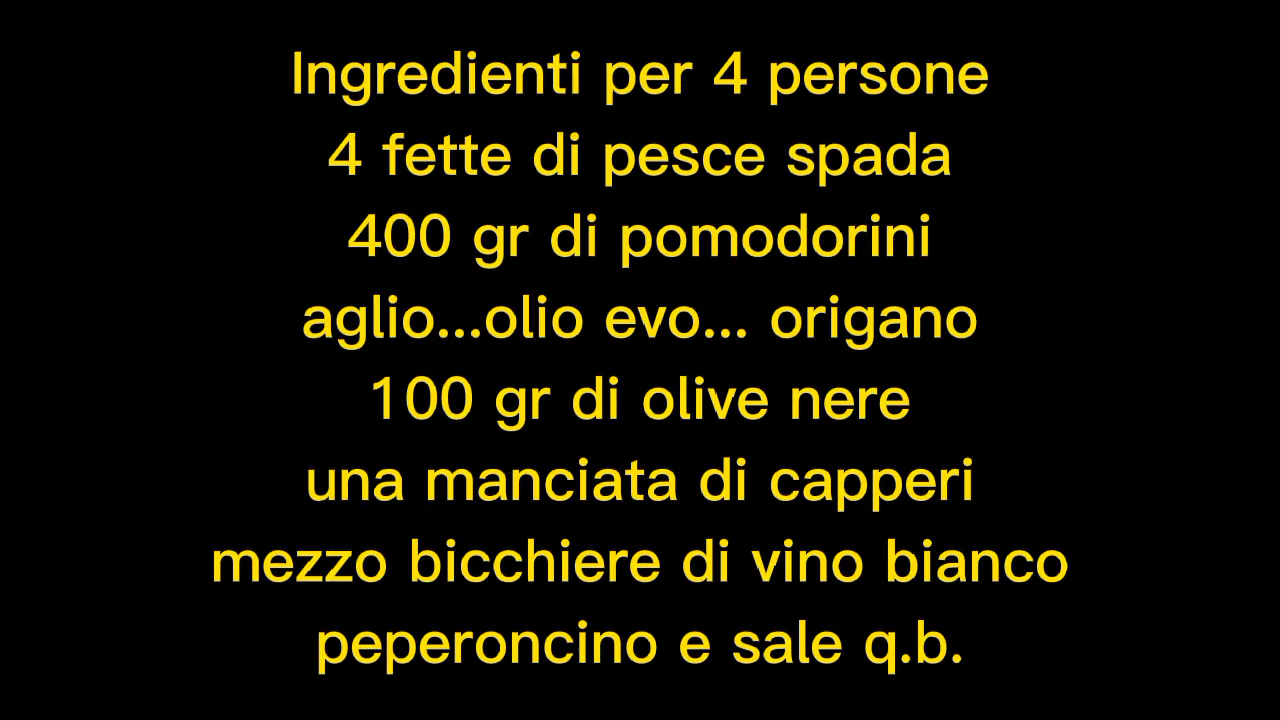 Ingredienti per 4 persone
4 fette di pesce spada
400 gr di pomodorini
aglio...olio evo... origano
100 gr di olive nere
una manciata di capperi
mezzo bicchiere di vino bianco
peperoncino e sale q.b.